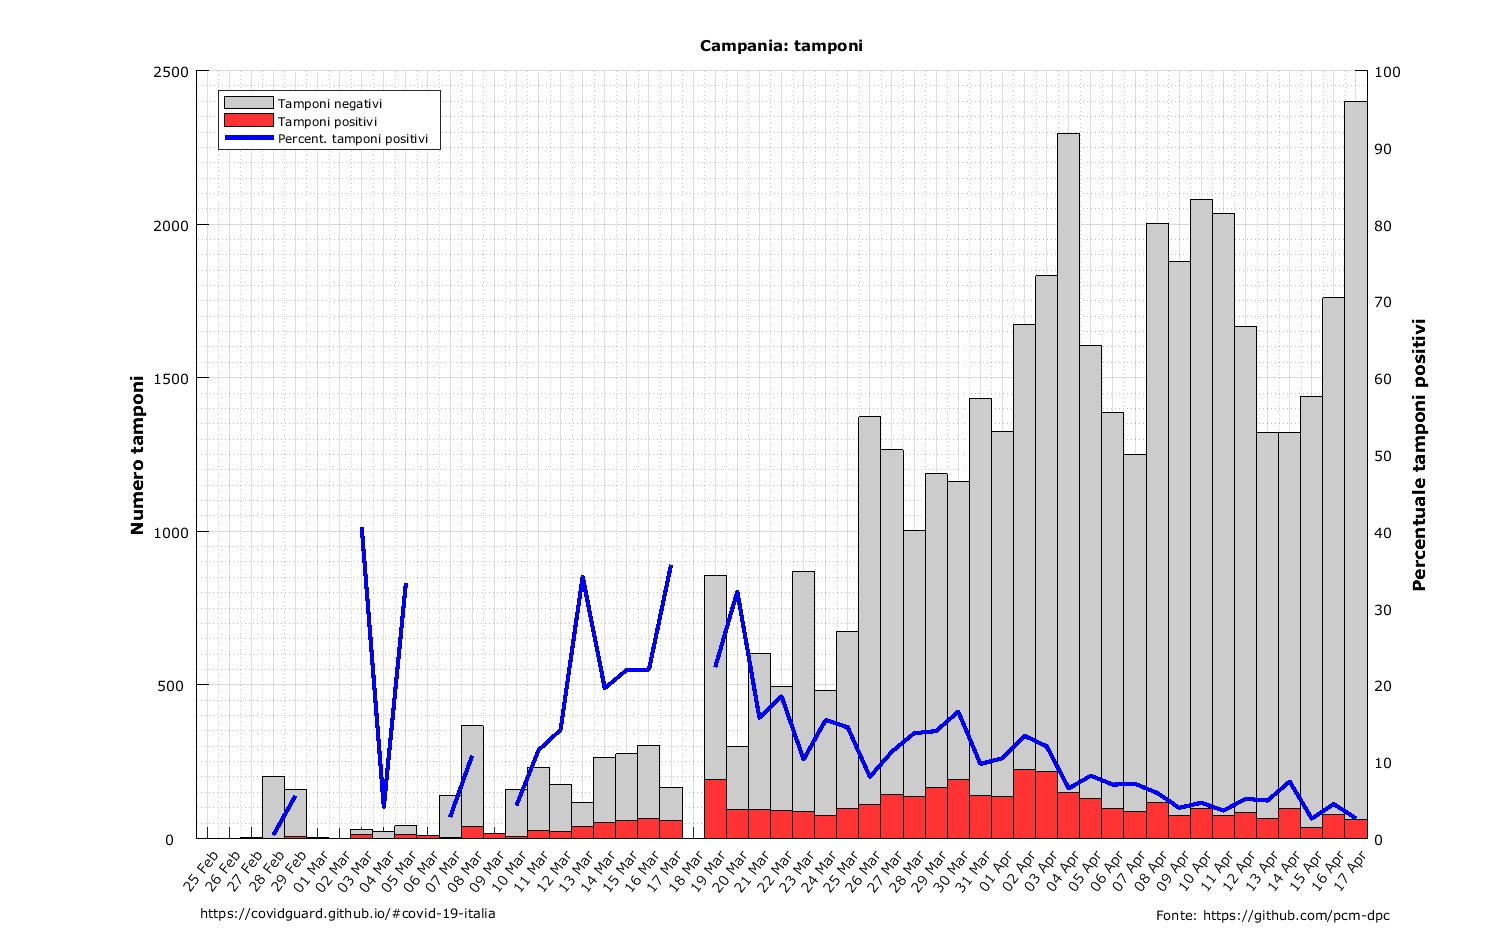 Campania: tamponi
Tamponi negativi
Tamponi positivi
Percent. tamponi positivi
Numero tamponi
2500
2000
1500
1000
500
0
Percentuale tamponi positivi
100
90
80
70
60
50
40
30
20
10
0
25 Feb
26 Feb
27 Feb
28 Feb
29 Feb
01 Mar
02 Mar
03 Mar
04 Mar
05 Mar
06 Mar
07 Mar
08 Mar
09 Mar
10 Mar
11 Mar
12 Mar
13 Mar
14 Mar
15 Mar
16 Mar
17 Mar
18 Mar
19 Mar
20 Mar
21 Mar
22 Mar
23 Mar
24 Mar
25 Mar
26 Mar
27 Mar
28 Mar
29 Mar
30 Mar
31 Mar
01 Apr
02 Apr
03 Apr
04 Apr
05 Apr
06 Apr
07 Apr
08 Apr
09 Apr
10 Apr
11 Apr
12 Apr
13 Apr
14 Apr
15 Apr
16 Apr
17 Apr
https://covidguard.github.io/#covid-19-italia
Fonte: https://github.com/pcm-dpc